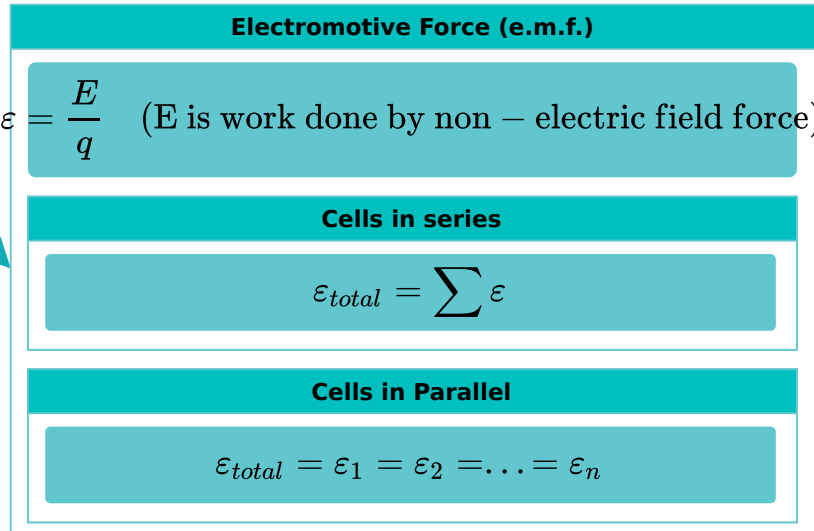 Electromotive Force (e.m.f.)
ε = E/q (E is work done by non − electric field force)
Cells in series
ε_total = ∑ ε
Cells in Parallel
ε_total = ε_1 = ε_2 =...= ε_n